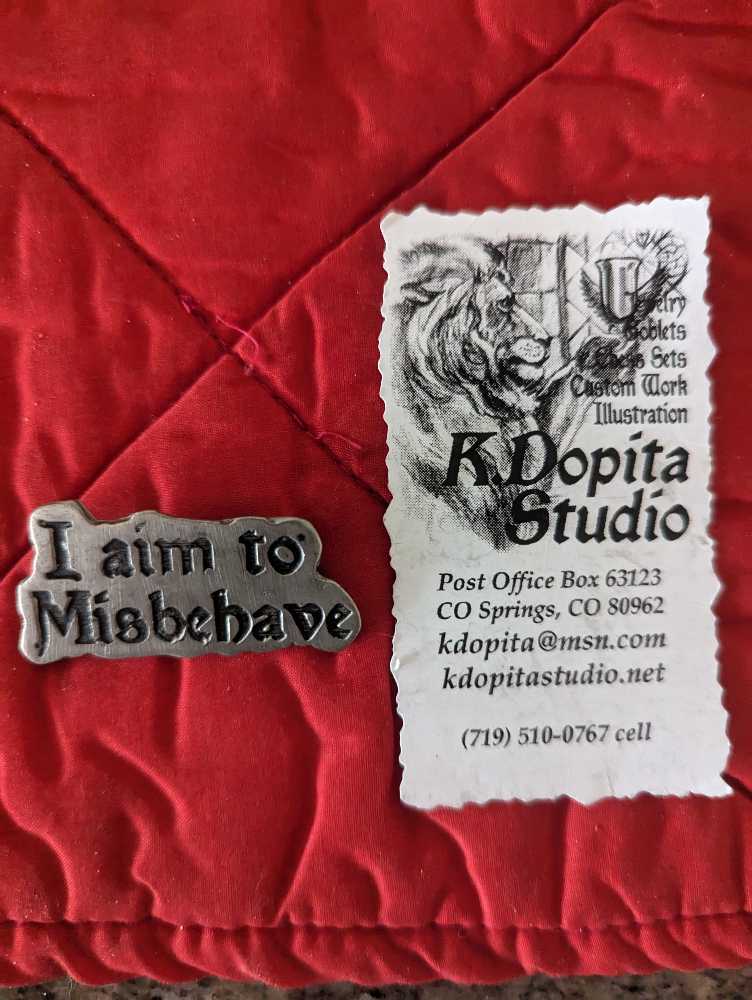 I aim to
Misbehave
Jewelry
Goblets
Chess Sets
Custom Work
Illustration
K.Dopita
Studio
Post Office Box 63123
CO Springs, CO 80962
kdopita@msn.com
kdopitastudio.net
(719) 510-0767 cell